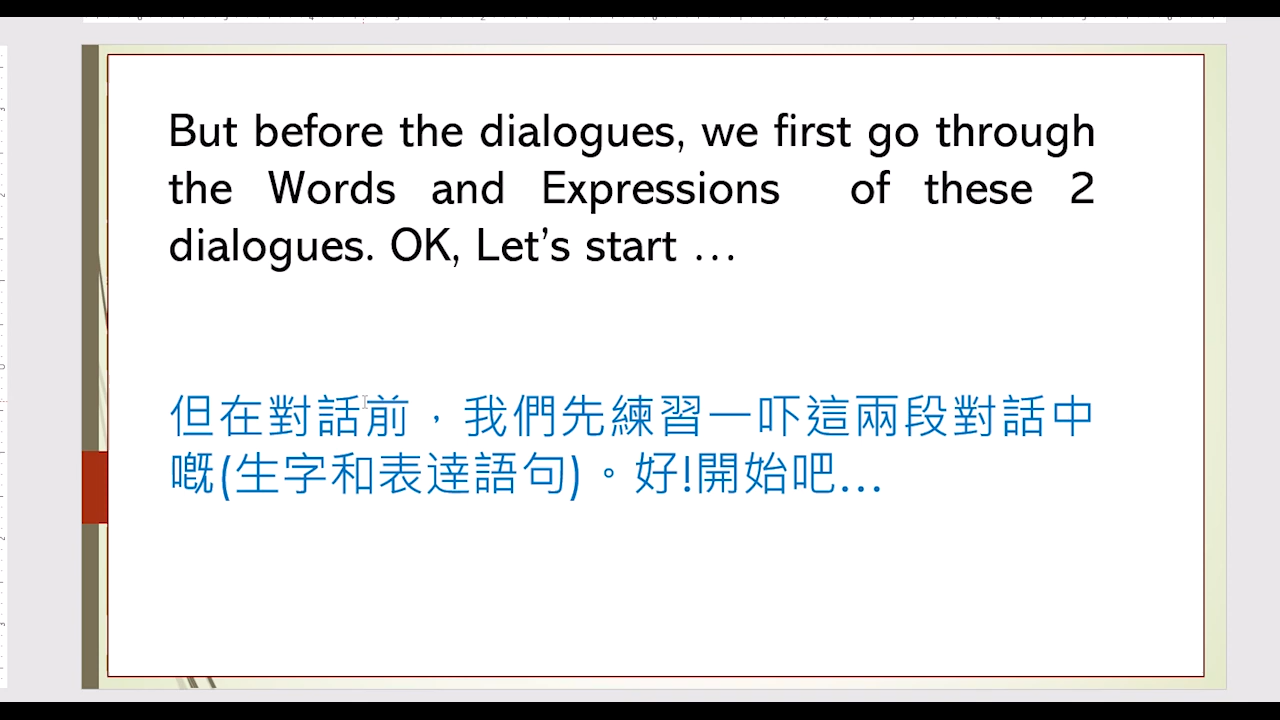 But before the dialogues, we first go through
the Words and Expressions of these 2
dialogues. OK, Let's start …
但在對話前，我們先練習一吓這兩段對話中
嘅(生字和表達語句)。好!開始吧…